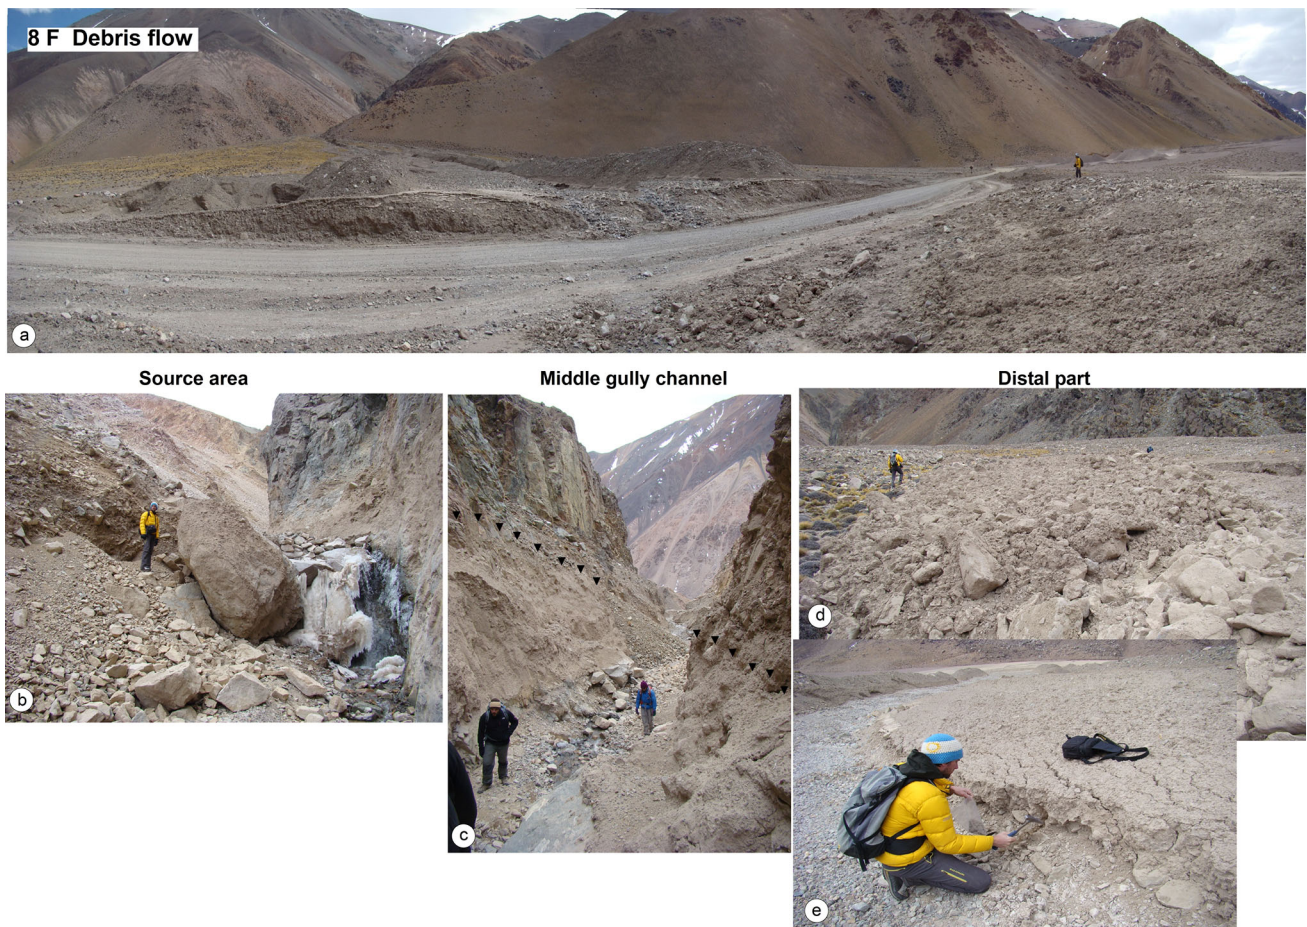 8 F Debris flow
a
Source area
Middle gully channel
Distal part
b
c
d
e